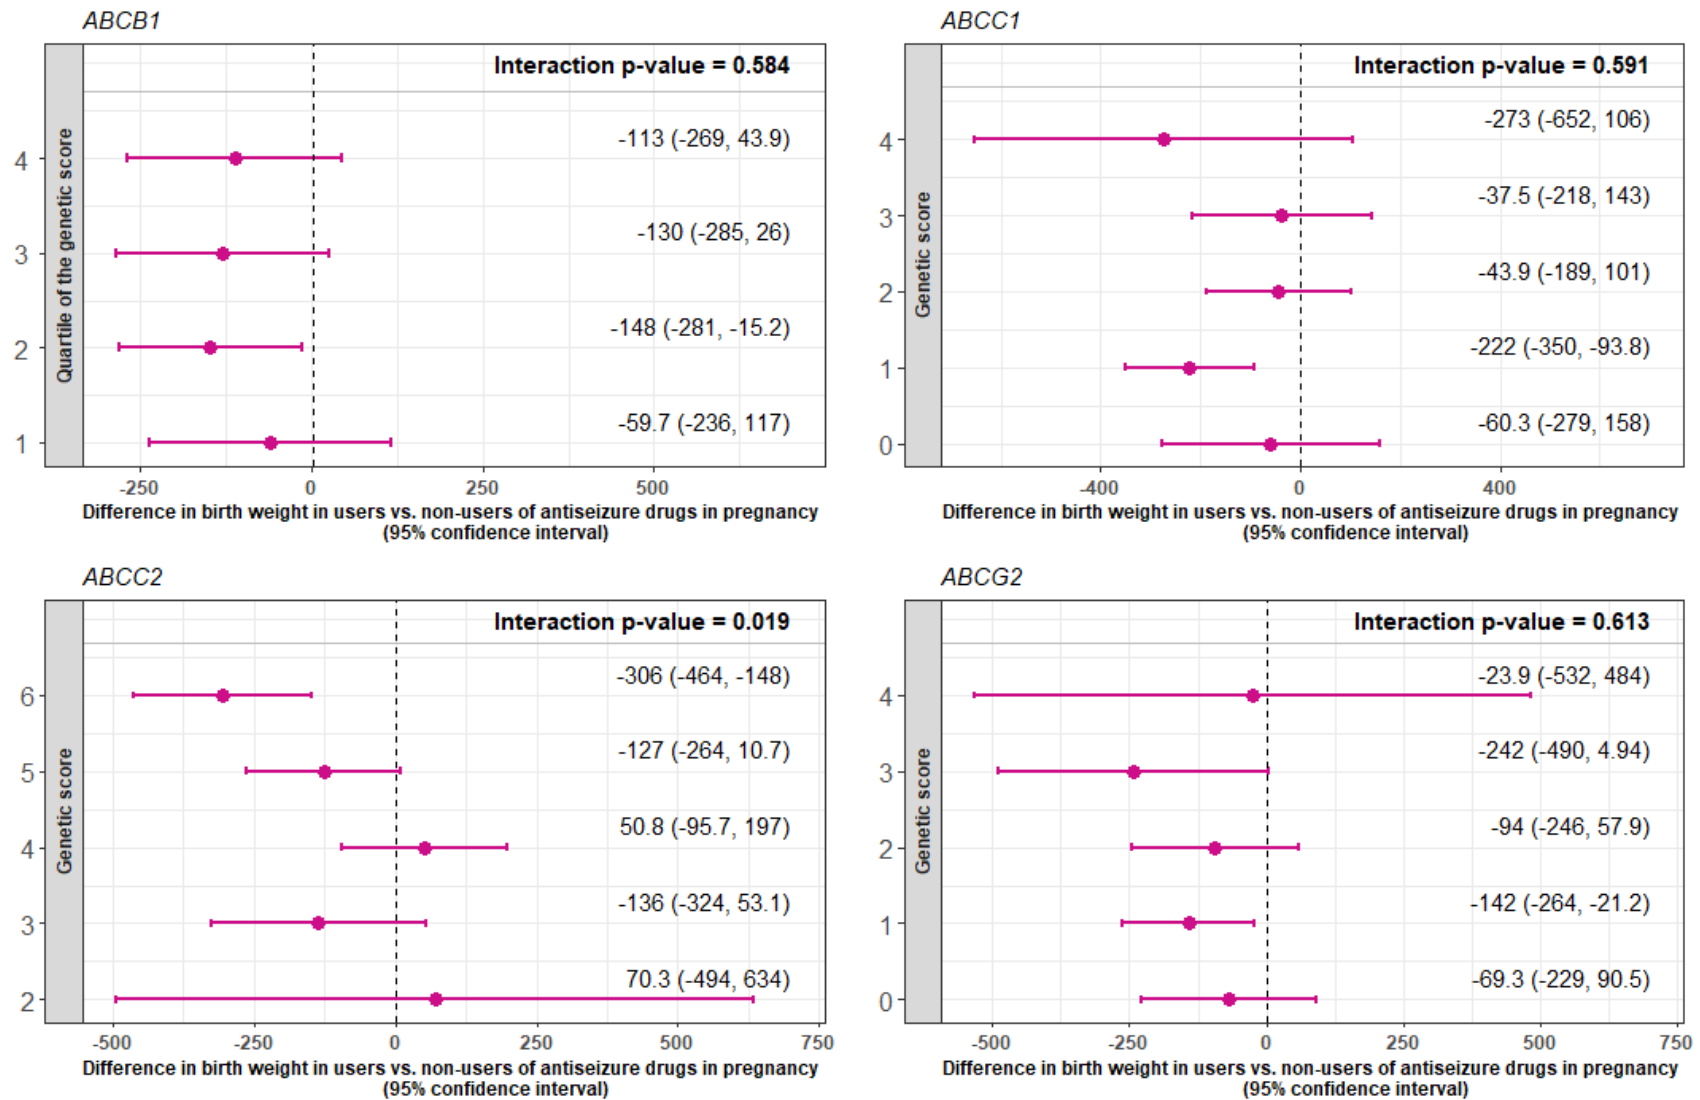 ABCB1
Interaction p-value = 0.584
Quartile of the genetic score
4
-113 (-269, 43.9)
3
-130 (-285, 26)
2
-148 (-281, -15.2)
1
-59.7 (-236, 117)
-250 0 250 500
Difference in birth weight in users vs. non-users of antiseizure drugs in pregnancy
(95% confidence interval)
ABCC1
Interaction p-value = 0.591
Genetic score
4
-273 (-652, 106)
3
-37.5 (-218, 143)
2
-43.9 (-189, 101)
1
-222 (-350, -93.8)
0
-60.3 (-279, 158)
-400 0 400
Difference in birth weight in users vs. non-users of antiseizure drugs in pregnancy
(95% confidence interval)
ABCC2
Interaction p-value = 0.019
Genetic score
6
-306 (-464, -148)
5
-127 (-264, 10.7)
4
50.8 (-95.7, 197)
3
-136 (-324, 53.1)
2
70.3 (-494, 634)
-500 -250 0 250 500 750
Difference in birth weight in users vs. non-users of antiseizure drugs in pregnancy
(95% confidence interval)
ABCG2
Interaction p-value = 0.613
Genetic score
4
-23.9 (-532, 484)
3
-242 (-490, 4.94)
2
-94 (-246, 57.9)
1
-142 (-264, -21.2)
0
-69.3 (-229, 90.5)
-500 -250 0 250 500 750
Difference in birth weight in users vs. non-users of antiseizure drugs in pregnancy
(95% confidence interval)